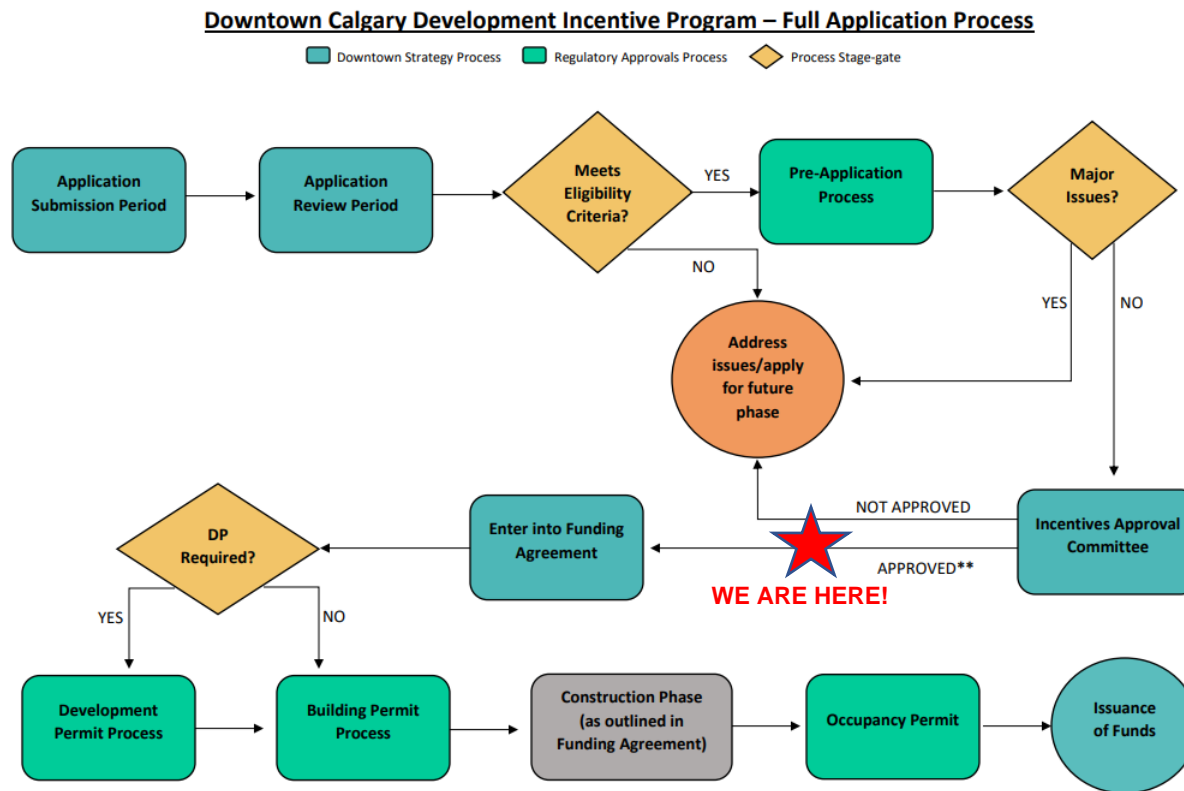 Downtown Calgary Development Incentive Program – Full Application Process
Downtown Strategy Process
Regulatory Approvals Process
Process Stage-gate
Application
Submission Period
Application
Review Period
Meets
Eligibility
Criteria?
YES
Pre-Application
Process
Major
Issues?
NO
YES
NO
Address
issues/apply
for future
phase
NOT APPROVED
Incentives Approval
Committee
APPROVED**
WE ARE HERE!
Enter into Funding
Agreement
DP
Required?
YES
NO
Development
Permit Process
Building Permit
Process
Construction Phase
(as outlined in
Funding Agreement)
Occupancy Permit
Issuance
of Funds